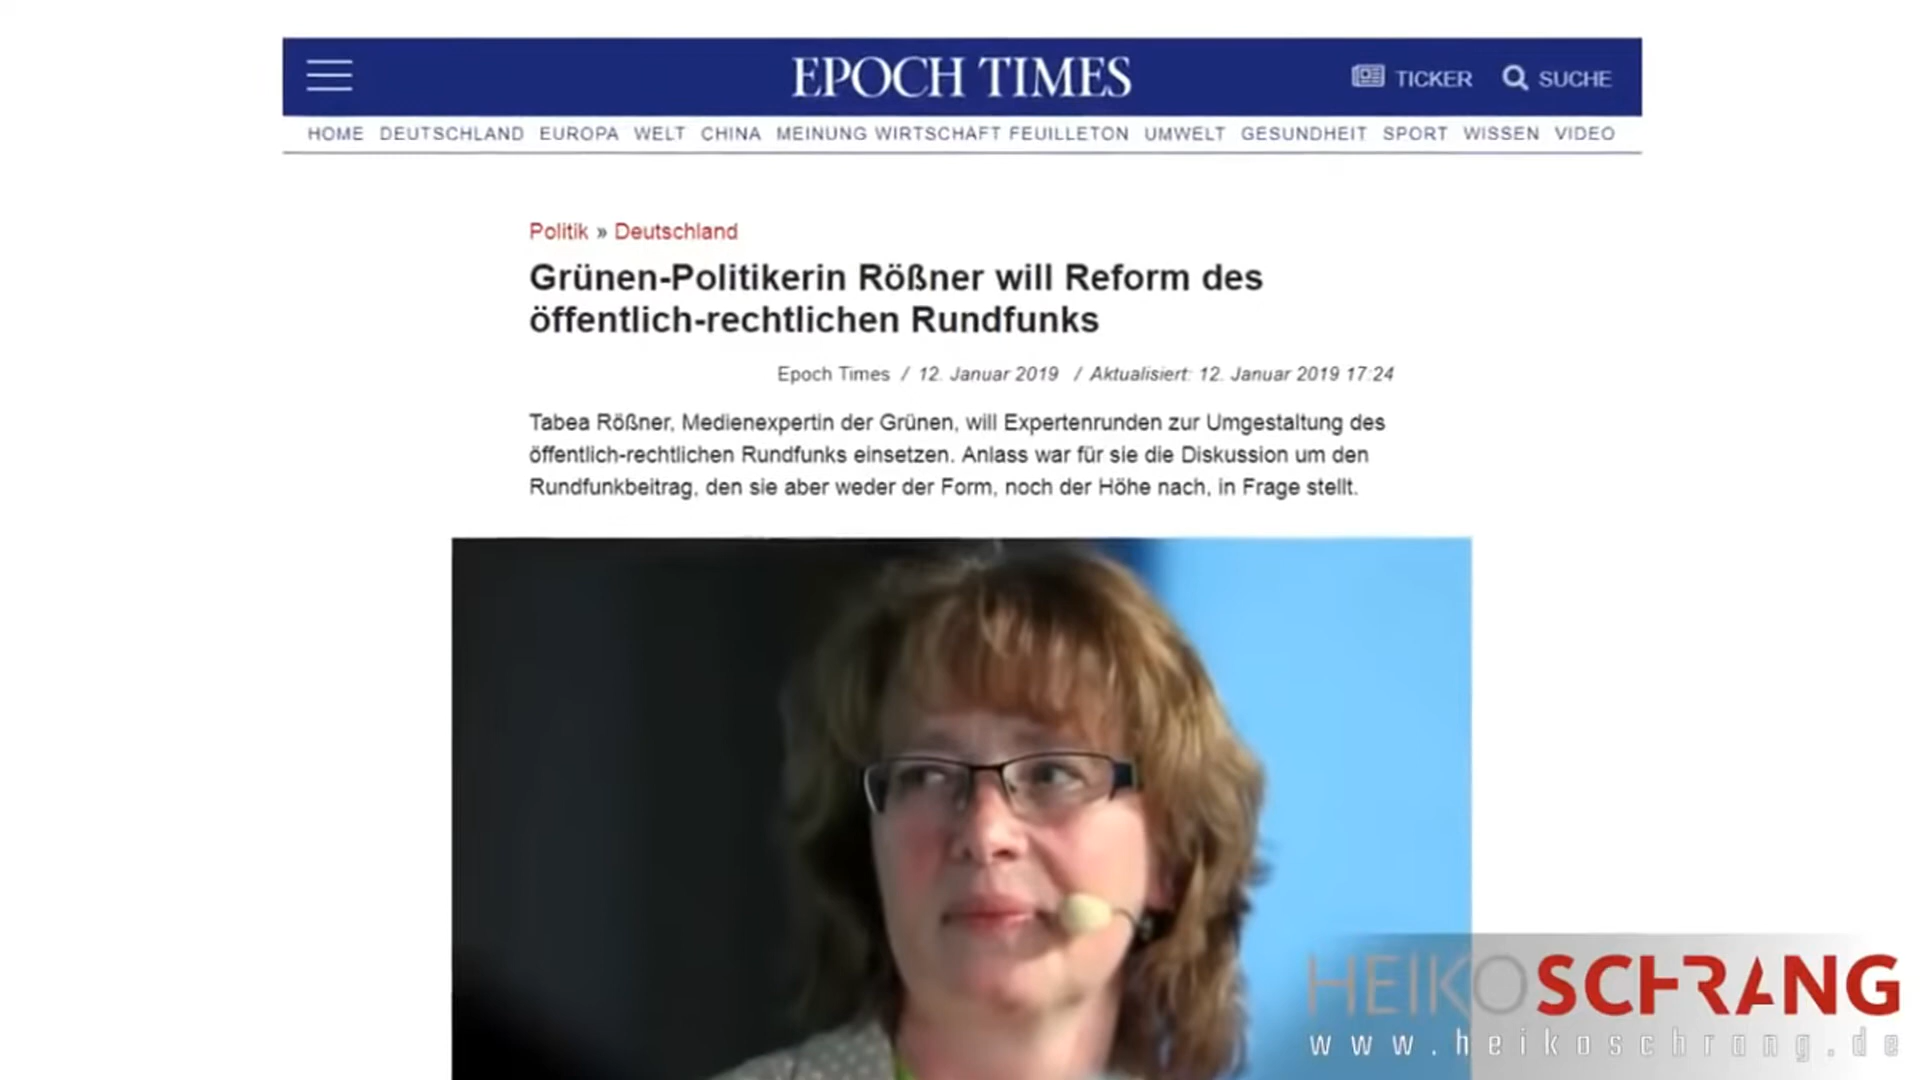 EPOCH TIMES
TICKER
SUCHE
HOME DEUTSCHLAND EUROPA WELT CHINA MEINUNG WIRTSCHAFT FEUILLETON UMWELT GESUNDHEIT SPORT WISSEN VIDEO
Politik » Deutschland
Grünen-Politikerin Rößner will Reform des
öffentlich-rechtlichen Rundfunks
Epoch Times / 12. Januar 2019 / Aktualisiert: 12. Januar 2019 17:24
Tabea Rößner, Medienexpertin der Grünen, will Expertenrunden zur Umgestaltung des
öffentlich-rechtlichen Rundfunks einsetzen. Anlass war für sie die Diskussion um den
Rundfunkbeitrag, den sie aber weder der Form, noch der Höhe nach, in Frage stellt.
HEIKOSCHRANG
www.heikoschrang.de